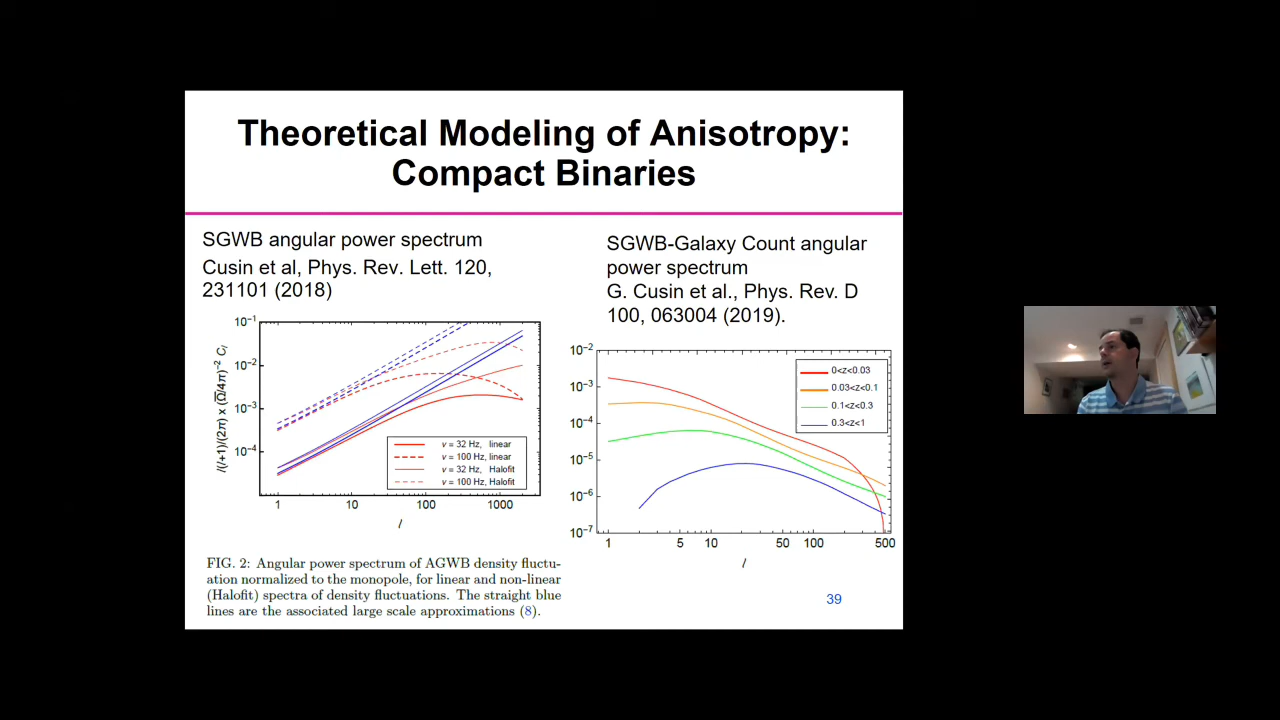 Theoretical Modeling of Anisotropy:
Compact Binaries
SGWB angular power spectrum
Cusin et al, Phys. Rev. Lett. 120,
231101 (2018)
SGWB-Galaxy Count angular
power spectrum
G. Cusin et al., Phys. Rev. D
100, 063004 (2019).
10⁻¹
10⁻²
10⁻³
10⁻⁴
l(l+1)/(2π) x (Ω̅/4π)⁻² Cₗ
ν = 32 Hz, linear
ν = 100 Hz, linear
ν = 32 Hz, Halofit
ν = 100 Hz, Halofit
1 10 100 1000
l
10⁻²
10⁻³
10⁻⁴
10⁻⁵
10⁻⁶
10⁻⁷
0<z<0.03
0.03<z<0.1
0.1<z<0.3
0.3<z<1
1 5 10 50 100 500
l
FIG. 2: Angular power spectrum of AGWB density fluctu-
ation normalized to the monopole, for linear and non-linear
(Halofit) spectra of density fluctuations. The straight blue
lines are the associated large scale approximations (8).
39